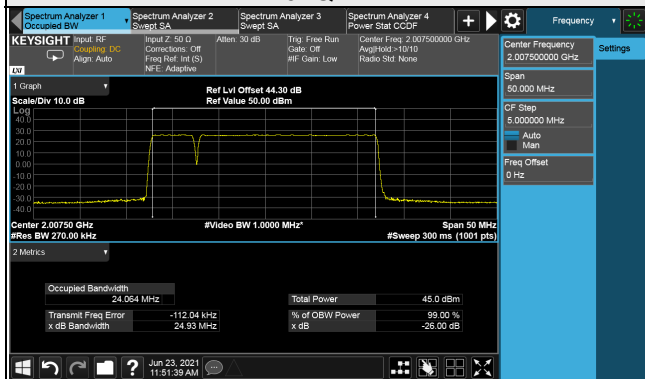 Spectrum Analyzer 1
Occupied BW
Spectrum Analyzer 2
Swept SA
Spectrum Analyzer 3
Swept SA
Spectrum Analyzer 4
Power Stat CCDF
Frequency
KEYSIGHT
Input: RF
Coupling: DC
Align: Auto
Input Z: 50 Ω
Corrections: Off
Freq Ref: Int (S)
NFE: Adaptive
Atten: 30 dB
Trig: Free Run
Gate: Off
#IF Gain: Low
Center Freq: 2.007500000 GHz
Avg|Hold:>10/10
Radio Std: None
LXI
Center Frequency
2.007500000 GHz
Settings
Span
50.000 MHz
CF Step
5.000000 MHz
Auto
Man
Freq Offset
0 Hz
1 Graph
Scale/Div 10.0 dB
Ref Lvl Offset 44.30 dB
Ref Value 50.00 dBm
Log
40.0
30.0
20.0
10.0
0.00
-10.0
-20.0
-30.0
-40.0
Center 2.00750 GHz
#Video BW 1.0000 MHz*
Span 50 MHz
#Res BW 270.00 kHz
#Sweep 300 ms (1001 pts)
2 Metrics
Occupied Bandwidth
24.064 MHz
Total Power 45.0 dBm
Transmit Freq Error -112.04 kHz
% of OBW Power 99.00 %
x dB Bandwidth 24.93 MHz
x dB -26.00 dB
?
Jun 23, 2021
11:51:39 AM